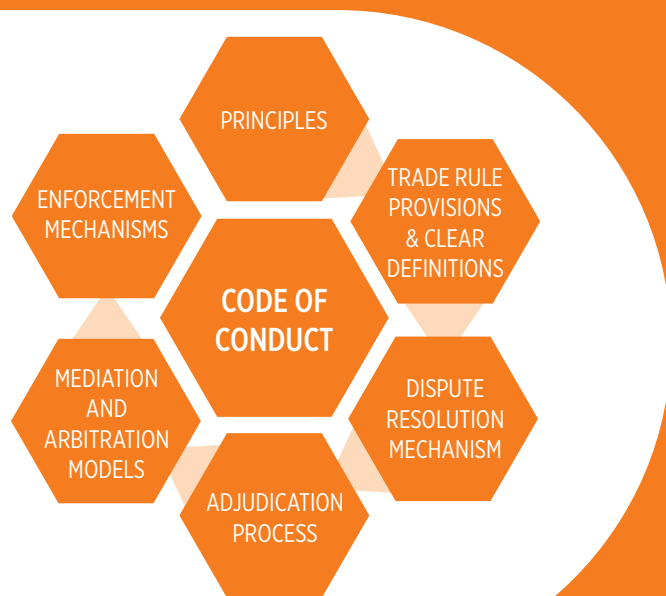 PRINCIPLES
TRADE RULE
PROVISIONS
& CLEAR
DEFINITIONS
DISPUTE
RESOLUTION
MECHANISM
ADJUDICATION
PROCESS
MEDIATION
AND
ARBITRATION
MODELS
ENFORCEMENT
MECHANISMS
CODE OF
CONDUCT